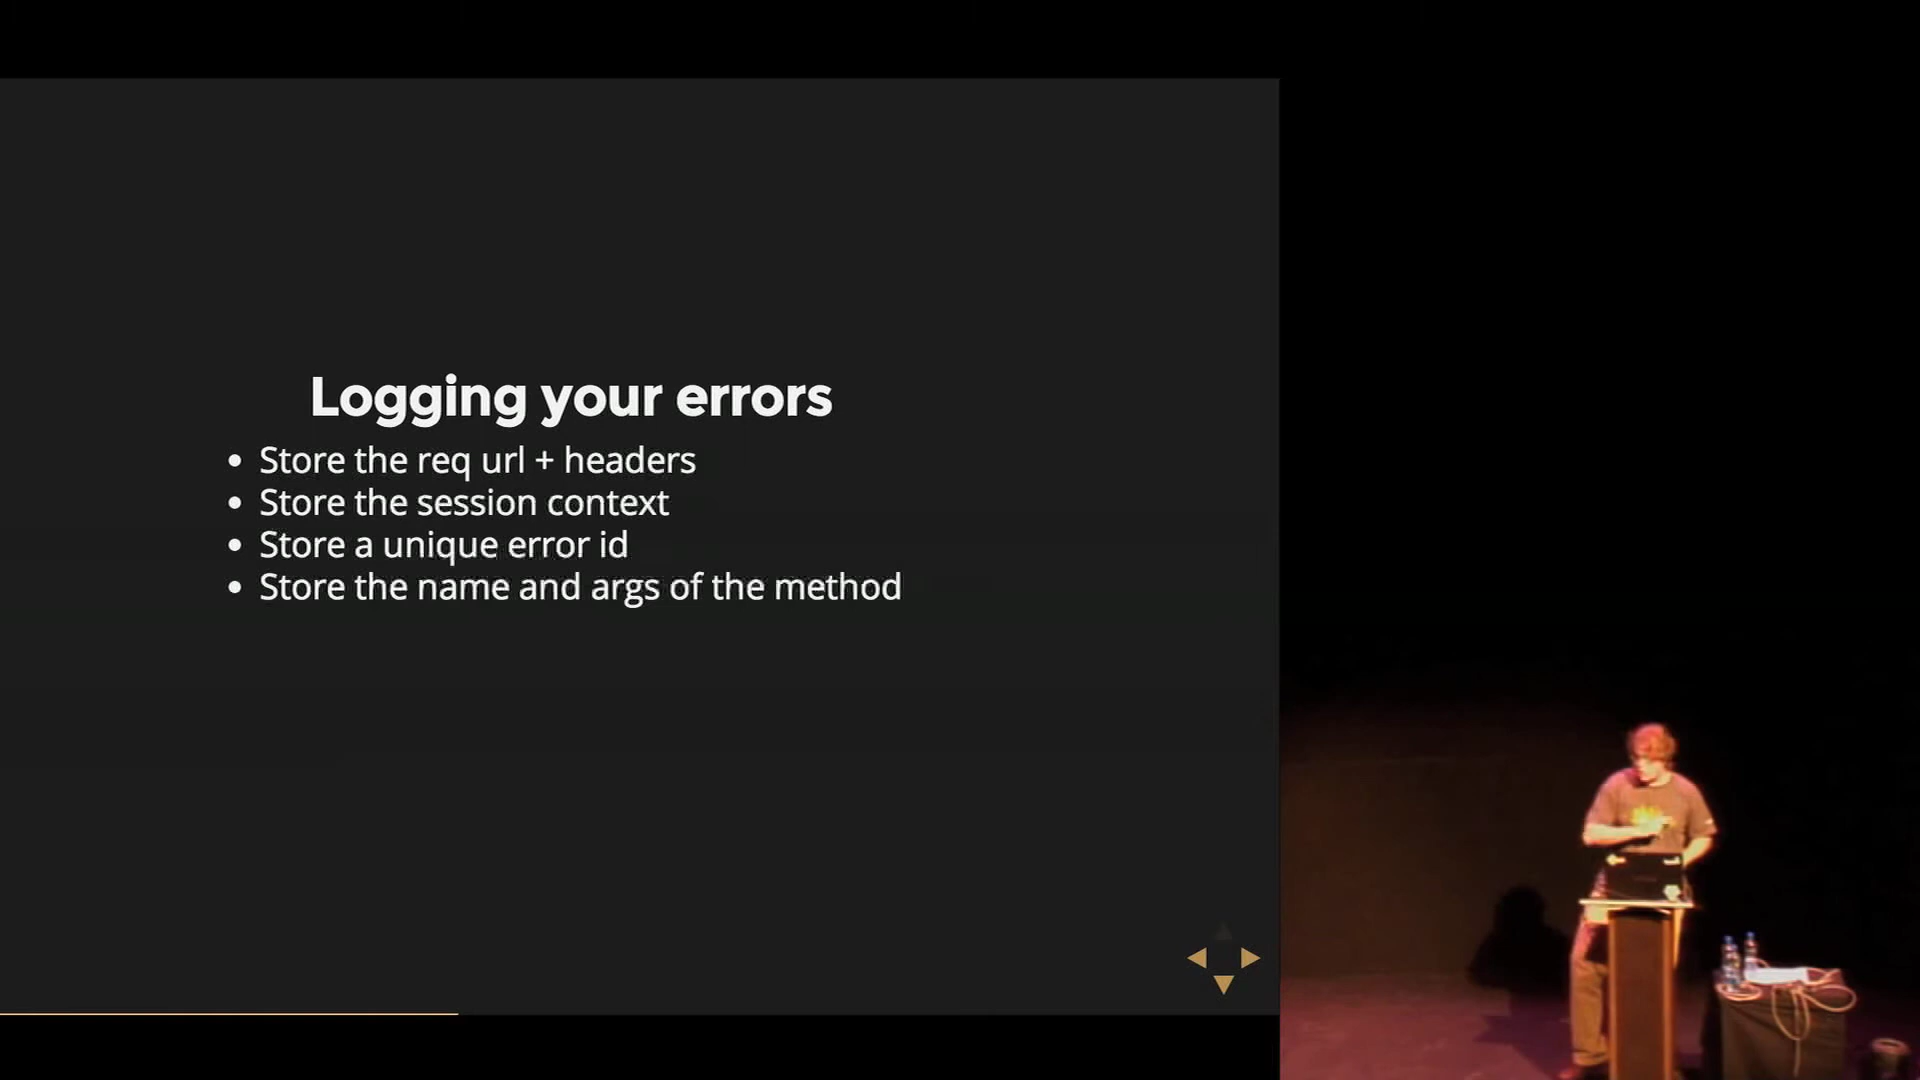 Logging your errors
• Store the req url + headers
• Store the session context
• Store a unique error id
• Store the name and args of the method